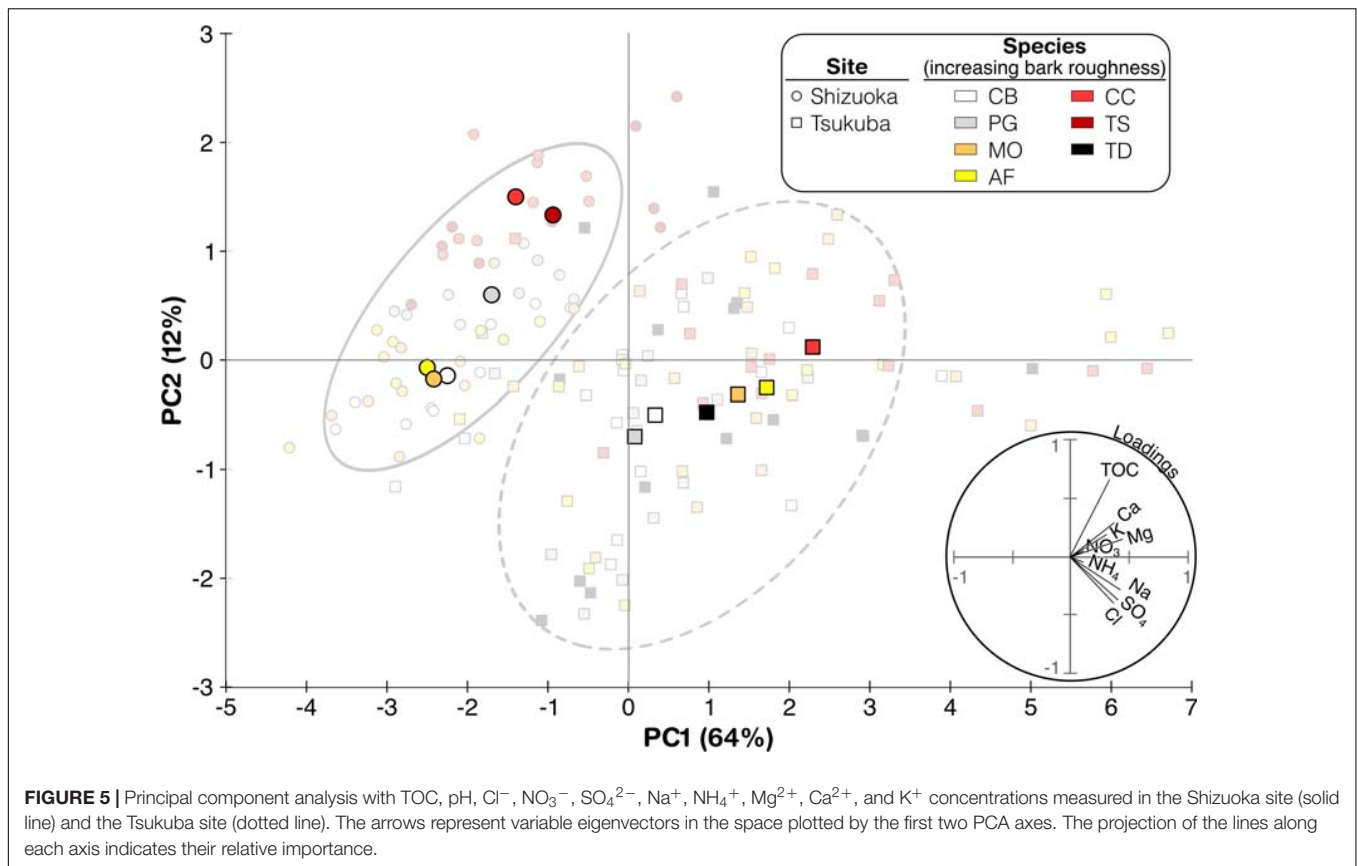 3
2
1
0
-1
-2
-3
PC2 (12%)
-5 -4 -3 -2 -1 0 1 2 3 4 5 6 7
PC1 (64%)
Site
Shizuoka
Tsukuba
Species
(increasing bark roughness)
CB CC
PG TS
MO TD
AF
Loadings
1
TOC
Ca
K
Mg
NO₃
-1 1
NH₄
Na
SO₄
Cl
-1
FIGURE 5 | Principal component analysis with TOC, pH, Cl⁻, NO₃⁻, SO₄²⁻, Na⁺, NH₄⁺, Mg²⁺, Ca²⁺, and K⁺ concentrations measured in the Shizuoka site (solid
line) and the Tsukuba site (dotted line). The arrows represent variable eigenvectors in the space plotted by the first two PCA axes. The projection of the lines along
each axis indicates their relative importance.